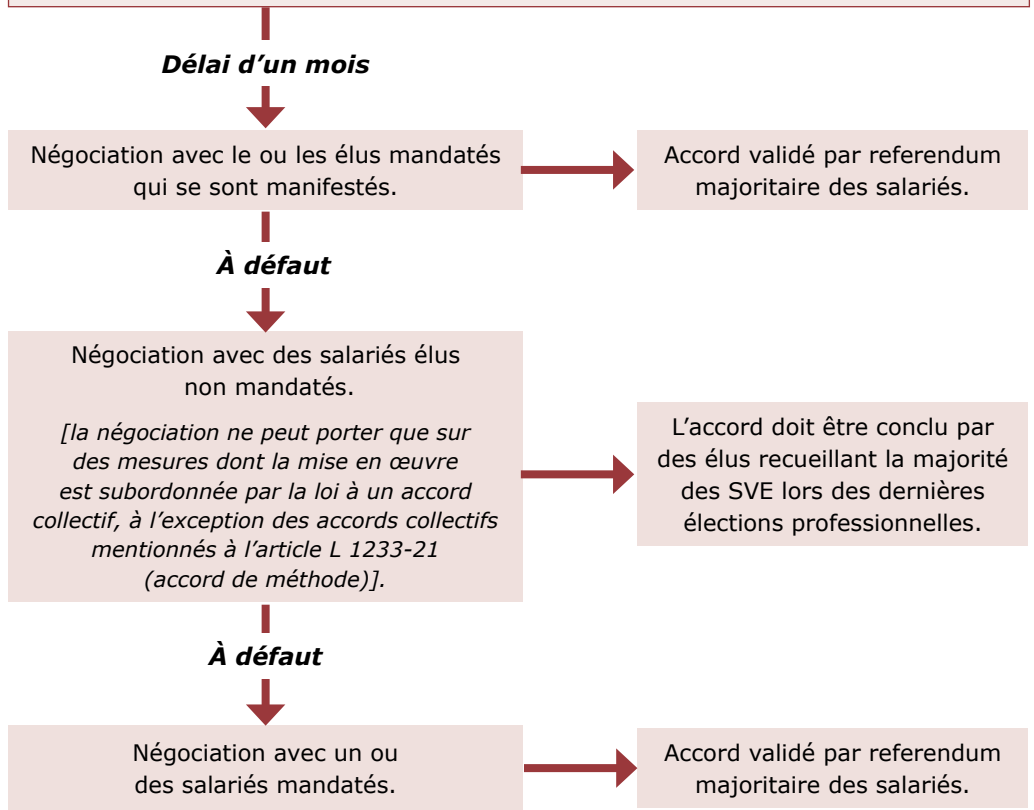 Délai d’un mois
Négociation avec le ou les élus mandatés
qui se sont manifestés.
Accord validé par referendum
majoritaire des salariés.
À défaut
Négociation avec des salariés élus
non mandatés.
[la négociation ne peut porter que sur
des mesures dont la mise en œuvre
est subordonnée par la loi à un accord
collectif, à l’exception des accords collectifs
mentionnés à l’article L 1233-21
(accord de méthode)].
L’accord doit être conclu par
des élus recueillant la majorité
des SVE lors des dernières
élections professionnelles.
À défaut
Négociation avec un ou
des salariés mandatés.
Accord validé par referendum
majoritaire des salariés.